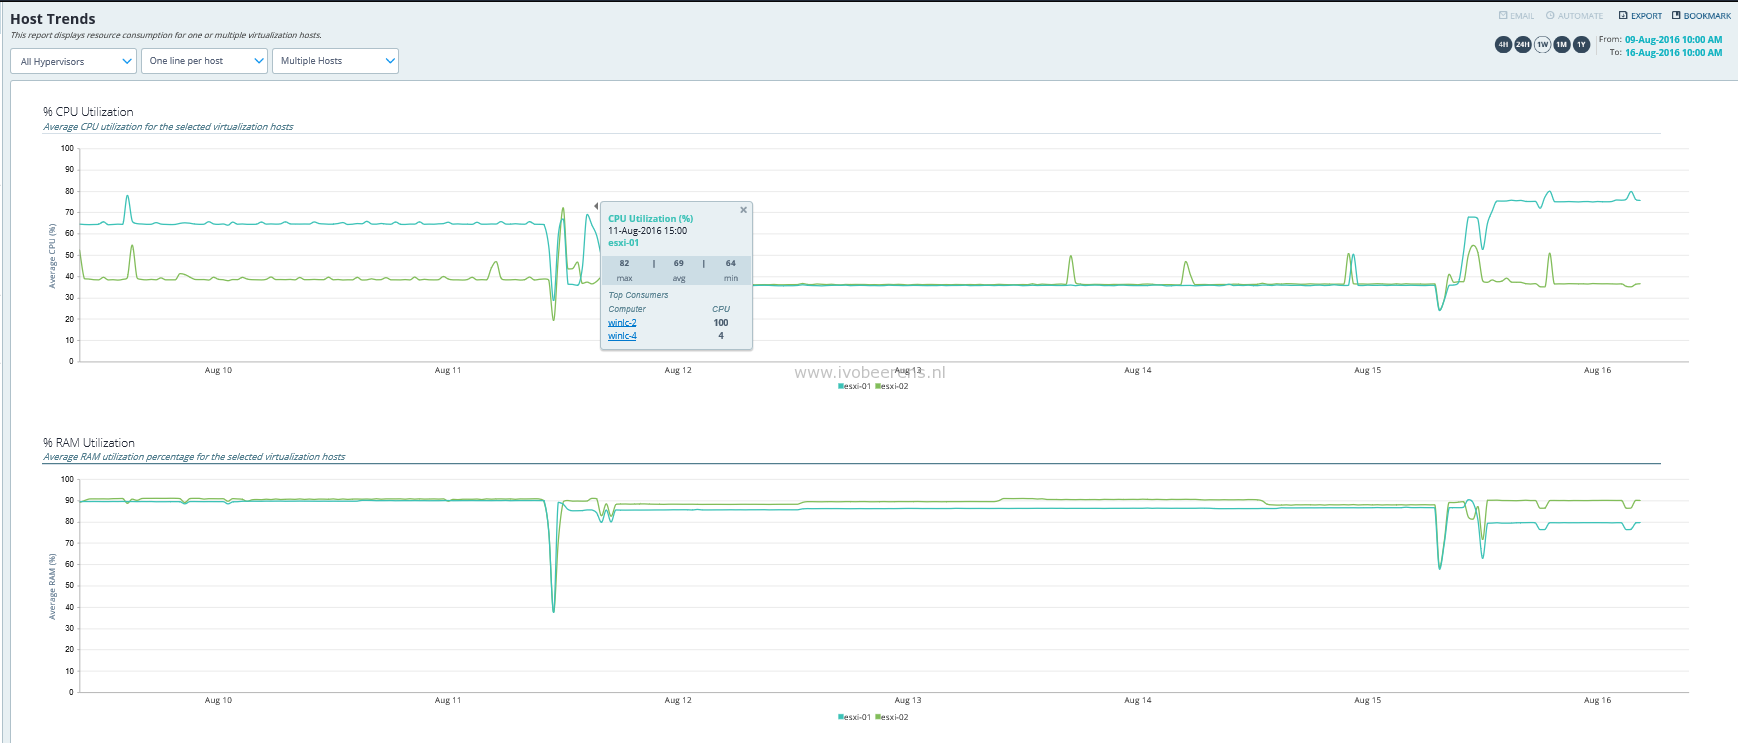 Host Trends
This report displays resource consumption for one or multiple virtualization hosts.
EMAIL AUTOMATE EXPORT BOOKMARK
4H 24H 1W 1M 1Y From: 09-Aug-2016 10:00 AM
To: 16-Aug-2016 10:00 AM
All Hypervisors One line per host Multiple Hosts
% CPU Utilization
Average CPU utilization for the selected virtualization hosts
Average CPU (%)
100
90
80
70
60
50
40
30
20
10
0
CPU Utilization (%)
11-Aug-2016 15:00
esxi-01
82 | 69 | 64
max avg min
Top Consumers
Computer CPU
winlc-2 100
winlc-4 4
Aug 10 Aug 11 Aug 12 Aug 13 Aug 14 Aug 15 Aug 16
www.ivobeerens.nl
esxi-01 esxi-02
% RAM Utilization
Average RAM utilization percentage for the selected virtualization hosts
Average RAM (%)
100
90
80
70
60
50
40
30
20
10
0
Aug 10 Aug 11 Aug 12 Aug 13 Aug 14 Aug 15 Aug 16
esxi-01 esxi-02